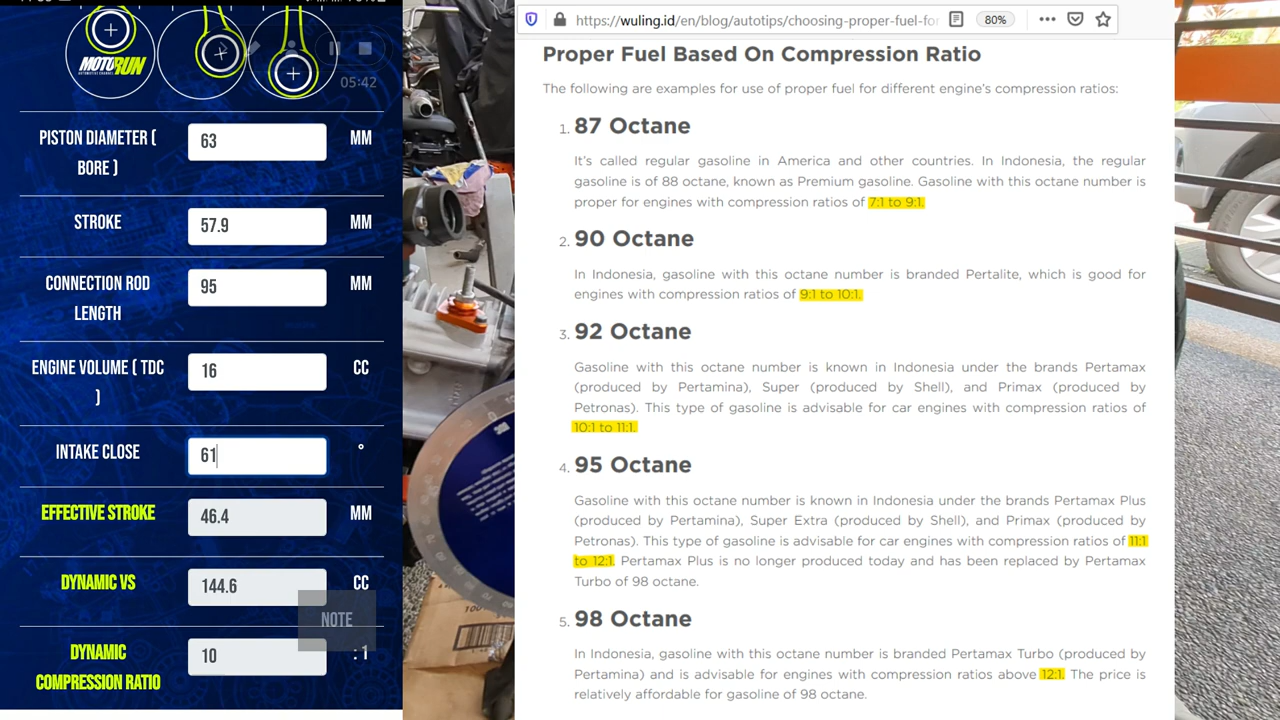 MOTORUN
05:42
PISTON DIAMETER (
BORE )
63
MM
STROKE
57.9
MM
CONNECTION ROD
LENGTH
95
MM
ENGINE VOLUME ( TDC
)
16
CC
INTAKE CLOSE
61
°
EFFECTIVE STROKE
46.4
MM
DYNAMIC VS
144.6
CC
NOTE
DYNAMIC
COMPRESSION RATIO
10
: 1
https://wuling.id/en/blog/autotips/choosing-proper-fuel-fo
80%
Proper Fuel Based On Compression Ratio
The following are examples for use of proper fuel for different engine's compression ratios:
1. 87 Octane
It's called regular gasoline in America and other countries. In Indonesia, the regular
gasoline is of 88 octane, known as Premium gasoline. Gasoline with this octane number is
proper for engines with compression ratios of 7:1 to 9:1.
2. 90 Octane
In Indonesia, gasoline with this octane number is branded Pertalite, which is good for
engines with compression ratios of 9:1 to 10:1.
3. 92 Octane
Gasoline with this octane number is known in Indonesia under the brands Pertamax
(produced by Pertamina), Super (produced by Shell), and Primax (produced by
Petronas). This type of gasoline is advisable for car engines with compression ratios of
10:1 to 11:1.
4. 95 Octane
Gasoline with this octane number is known in Indonesia under the brands Pertamax Plus
(produced by Pertamina), Super Extra (produced by Shell), and Primax (produced by
Petronas). This type of gasoline is advisable for car engines with compression ratios of 11:1
to 12:1. Pertamax Plus is no longer produced today and has been replaced by Pertamax
Turbo of 98 octane.
5. 98 Octane
In Indonesia, gasoline with this octane number is branded Pertamax Turbo (produced by
Pertamina) and is advisable for engines with compression ratios above 12:1. The price is
relatively affordable for gasoline of 98 octane.